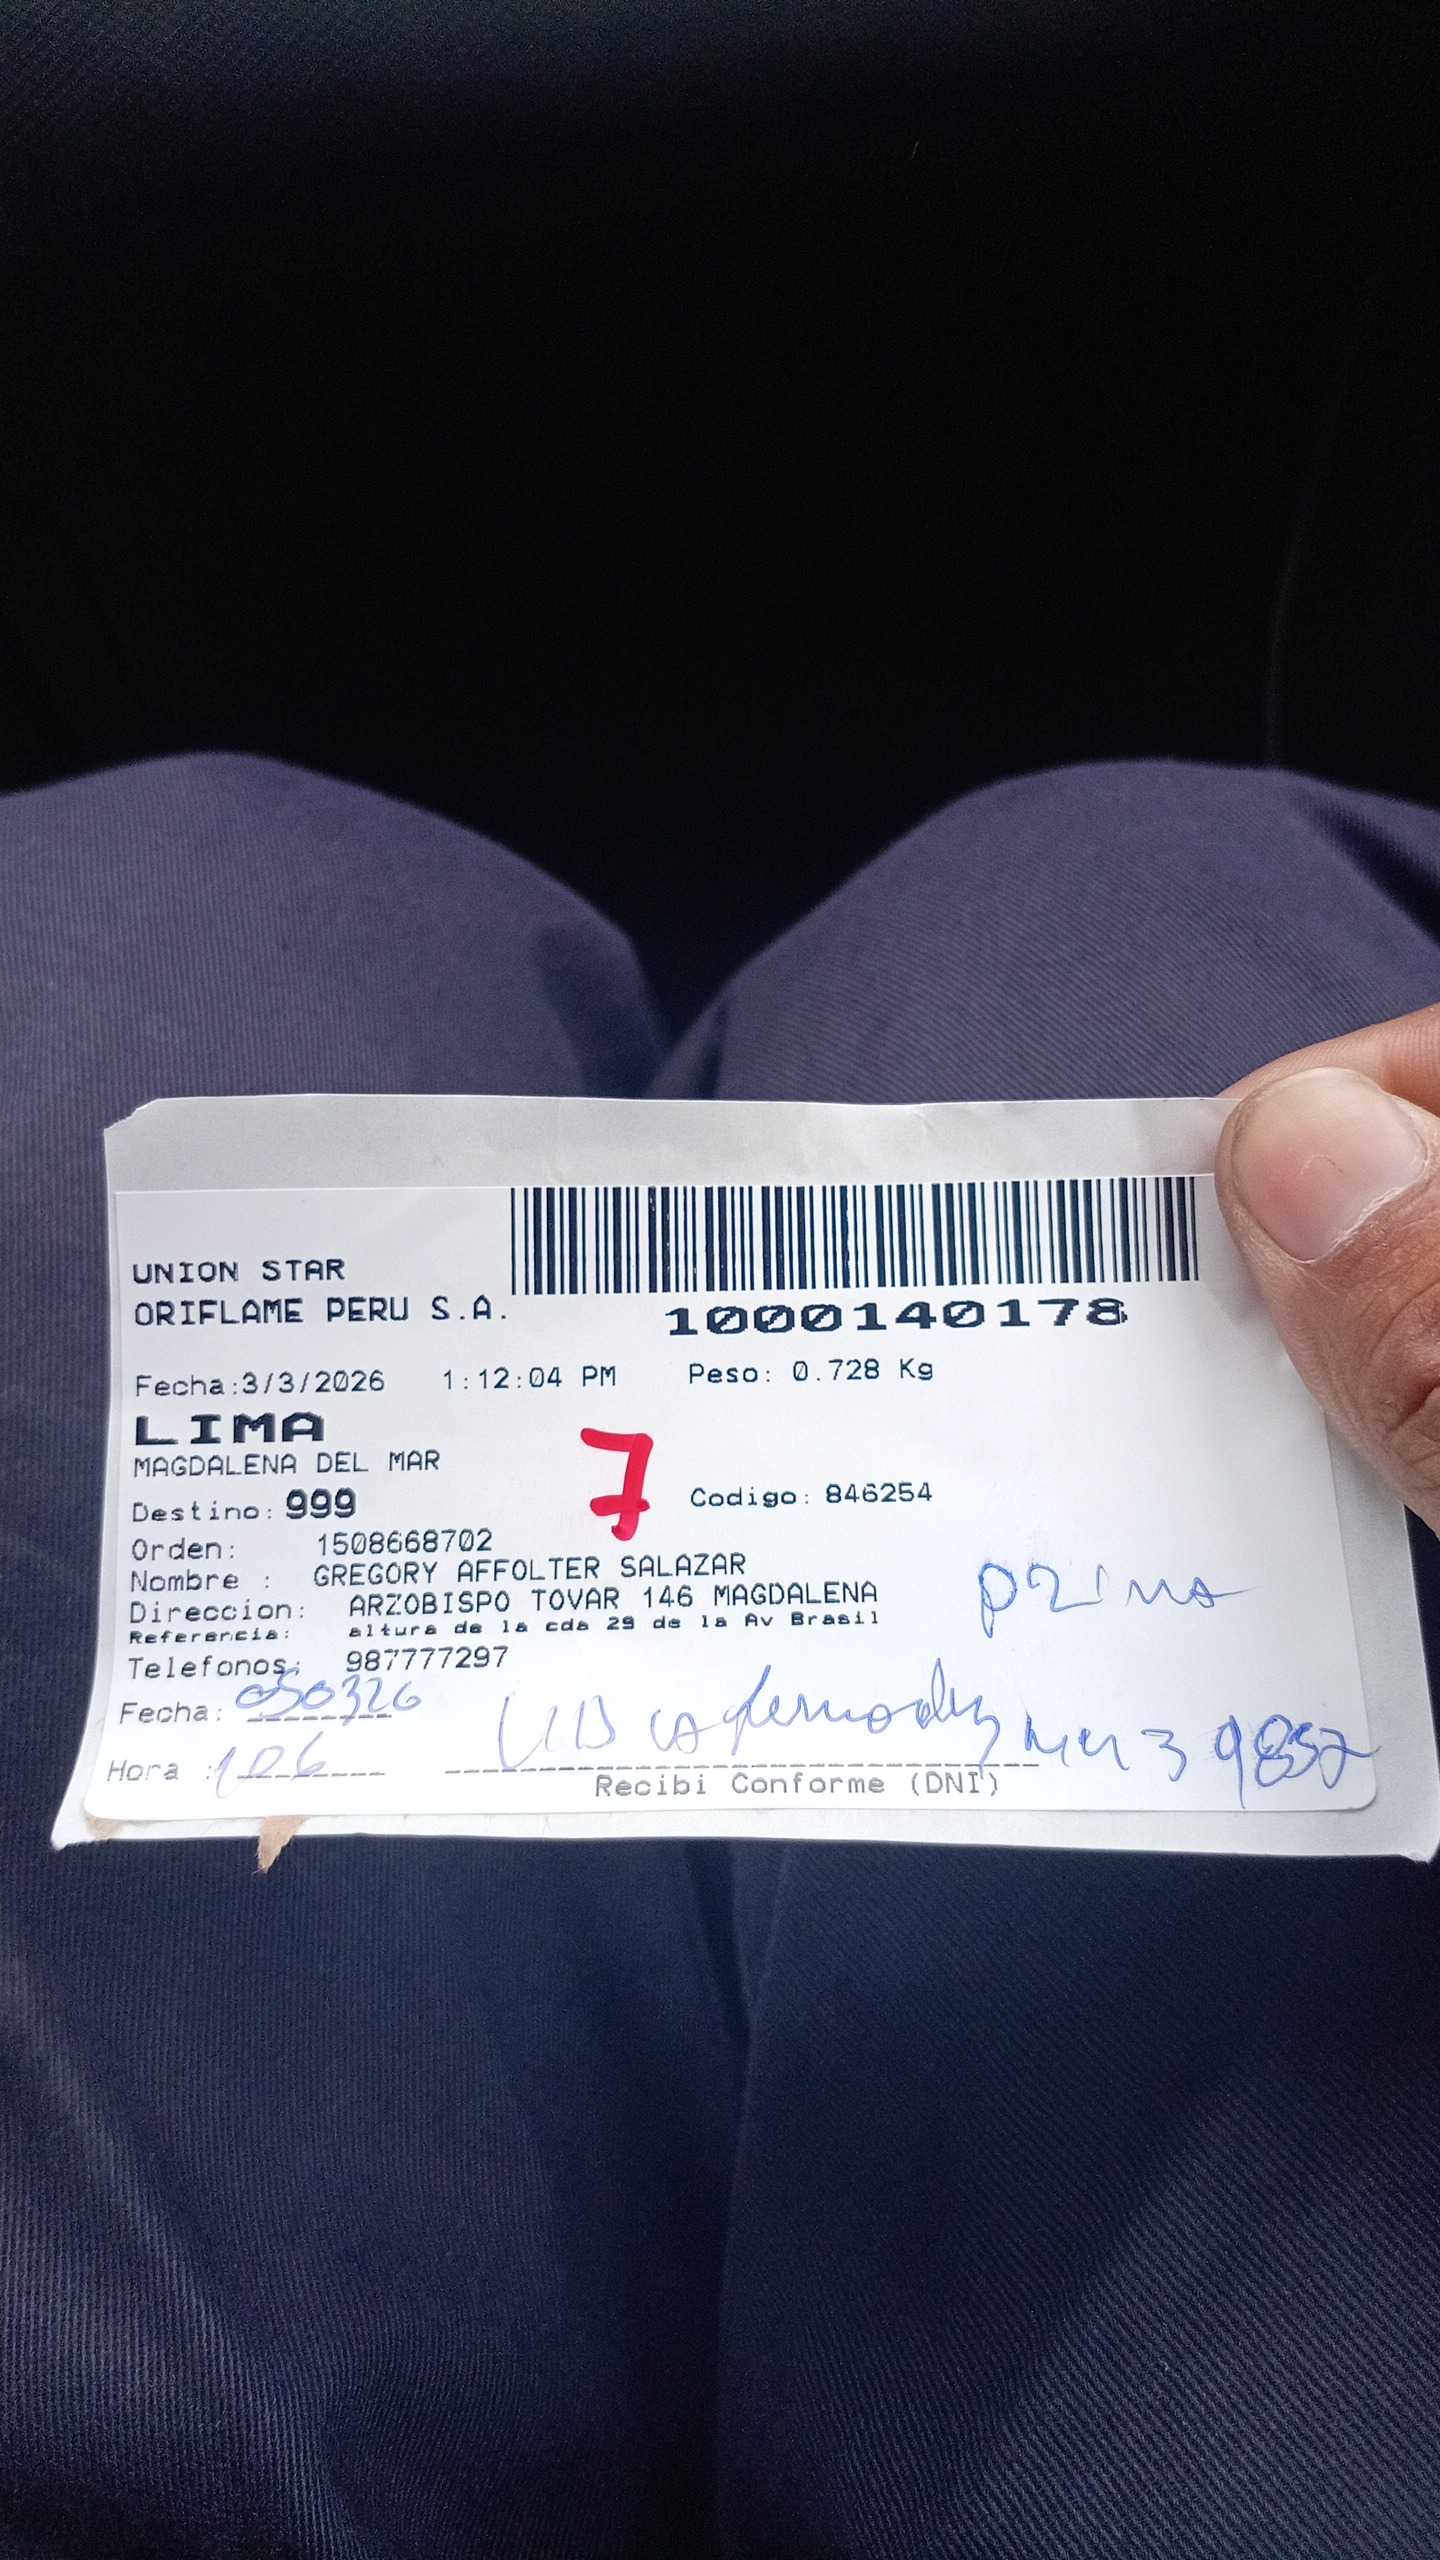 UNION STAR
ORIFLAME PERU S.A.
1000140178
Fecha:3/3/2026 1:12:04 PM Peso: 0.728 Kg
LIMA
MAGDALENA DEL MAR
7
Destino: 999 Codigo: 846254
Orden: 1508668702
Nombre : GREGORY AFFOLTER SALAZAR
Direccion: ARZOBISPO TOVAR 146 MAGDALENA
Referencia: altura de la cda 29 de la Av Brasil
Prima
Telefonos: 987777297
Fecha: 050326
Hora : 106
Recibi Conforme (DNI)